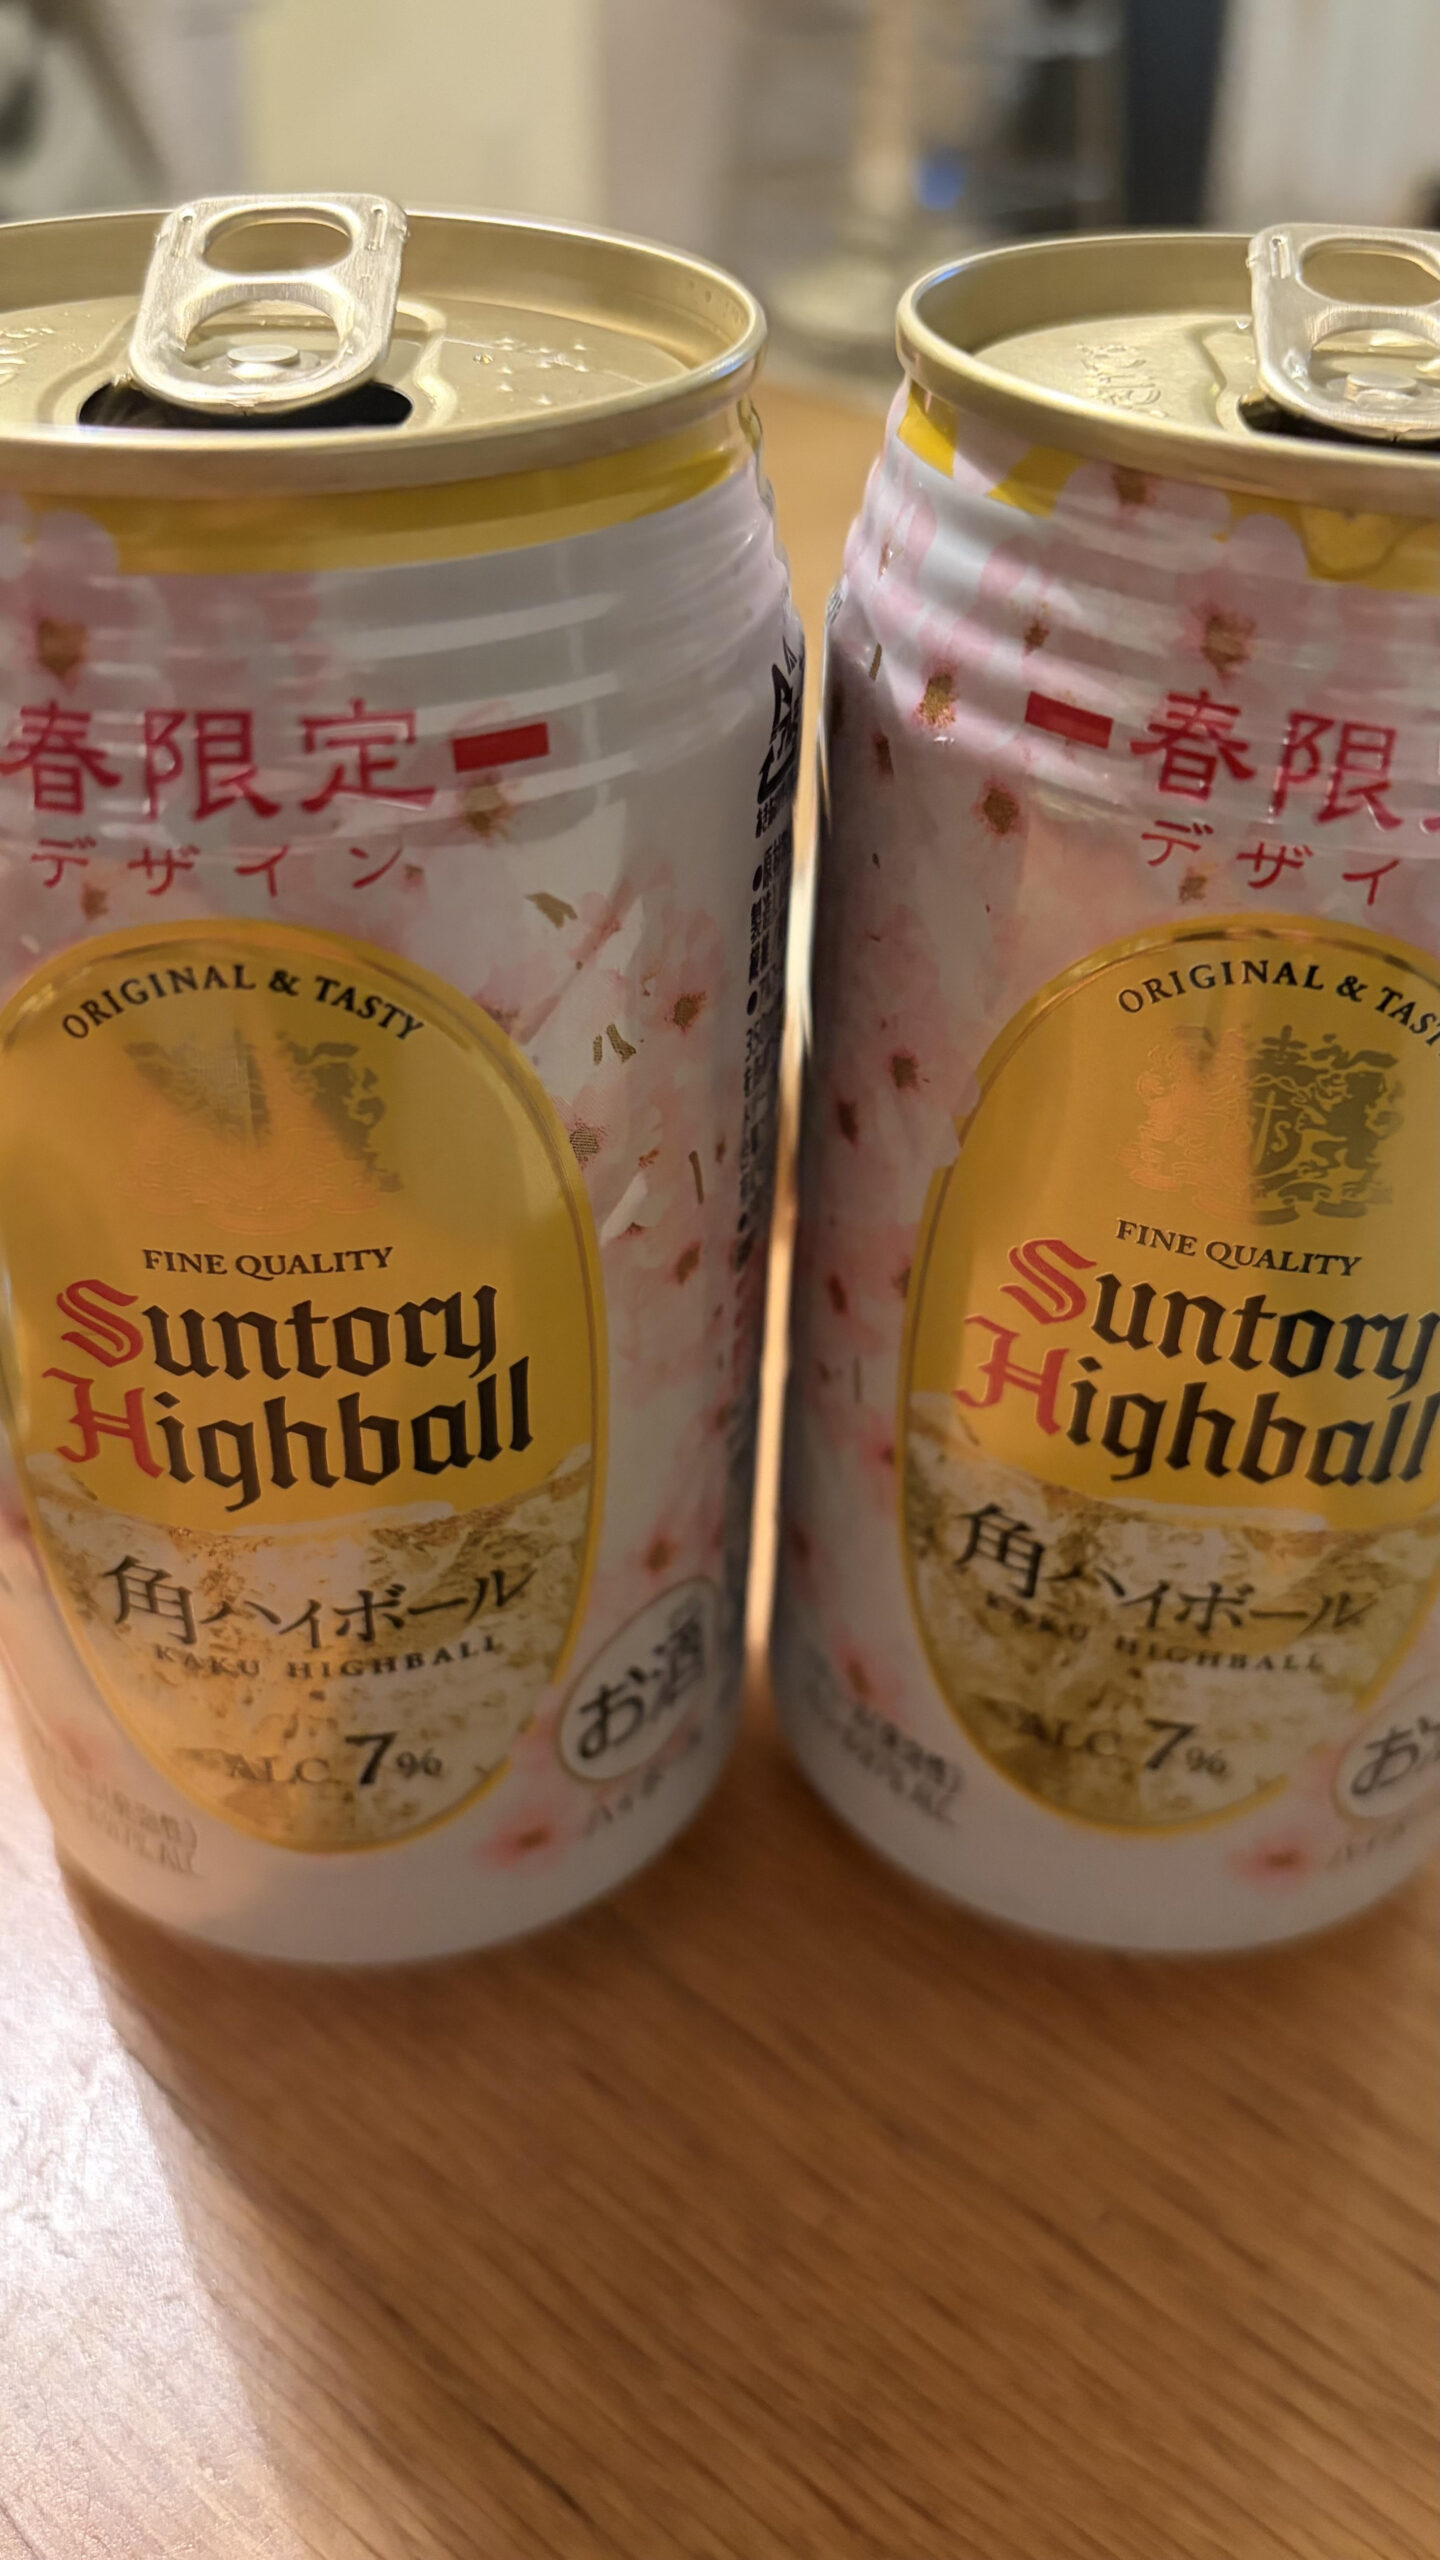 春限定
デザイン
ORIGINAL & TASTY
FINE QUALITY
Suntory
Highball
角ハイボール
KAKU HIGHBALL
ALC. 7%
お酒
春限
デザイ
ORIGINAL & TAST
FINE QUALITY
Suntory
Highball
角ハイボール
KAKU HIGHBALL
ALC. 7%
お